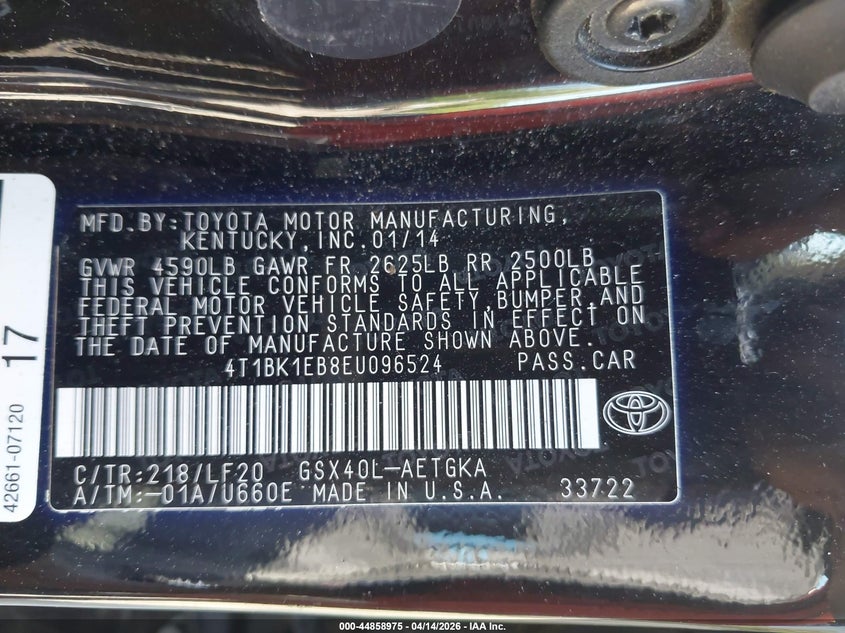 MFD.BY:TOYOTA MOTOR MANUFACTURING,
KENTUCKY,INC.01/14
GVWR 4590LB GAWR FR 2625LB RR 2500LB
THIS VEHICLE CONFORMS TO ALL APPLICABLE
FEDERAL MOTOR VEHICLE SAFETY,BUMPER,AND
THEFT PREVENTION STANDARDS IN EFFECT ON
THE DATE OF MANUFACTURE SHOWN ABOVE.
4T1BK1EB8EU096524 PASS.CAR
C/TR:218/LF20 GSX40L-AETGKA
A/TM:-01A/U660E MADE IN U.S.A. 33722
17
42661-07120
000-44858975 - 04/14/2026 - IAA Inc.